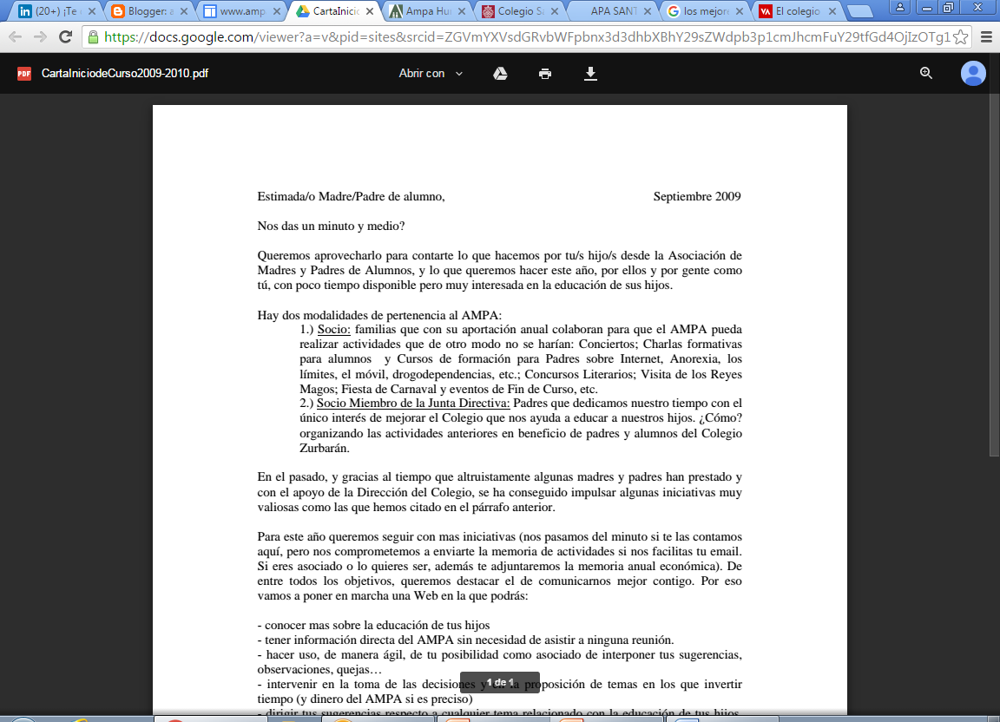 (20+) ¡Te
Blogger: a
www.amp
CartaInicio
Ampa Hu
Colegio S
APA SANT
los mejore
El colegio
https://docs.google.com/viewer?a=v&pid=sites&srcid=ZGVmYXVsdGRvbWFpbnx3d3dhbXBhY29sZWdpb3p1cmJhcmFuY29tfGd4OjIzOTg1
CartaIniciodeCurso2009-2010.pdf
Abrir con
Estimada/o Madre/Padre de alumno, Septiembre 2009
Nos das un minuto y medio?
Queremos aprovecharlo para contarte lo que hacemos por tu/s hijo/s desde la Asociación de
Madres y Padres de Alumnos, y lo que queremos hacer este año, por ellos y por gente como
tú, con poco tiempo disponible pero muy interesada en la educación de sus hijos.
Hay dos modalidades de pertenencia al AMPA:
1.) Socio: familias que con su aportación anual colaboran para que el AMPA pueda
realizar actividades que de otro modo no se harían: Conciertos; Charlas formativas
para alumnos y Cursos de formación para Padres sobre Internet, Anorexia, los
límites, el móvil, drogodependencias, etc.; Concursos Literarios; Visita de los Reyes
Magos; Fiesta de Carnaval y eventos de Fin de Curso, etc.
2.) Socio Miembro de la Junta Directiva: Padres que dedicamos nuestro tiempo con el
único interés de mejorar el Colegio que nos ayuda a educar a nuestros hijos. ¿Cómo?
organizando las actividades anteriores en beneficio de padres y alumnos del Colegio
Zurbarán.
En el pasado, y gracias al tiempo que altruistamente algunas madres y padres han prestado y
con el apoyo de la Dirección del Colegio, se ha conseguido impulsar algunas iniciativas muy
valiosas como las que hemos citado en el párrafo anterior.
Para este año queremos seguir con mas iniciativas (nos pasamos del minuto si te las contamos
aquí, pero nos comprometemos a enviarte la memoria de actividades si nos facilitas tu email.
Si eres asociado o lo quieres ser, además te adjuntaremos la memoria anual económica). De
entre todos los objetivos, queremos destacar el de comunicarnos mejor contigo. Por eso
vamos a poner en marcha una Web en la que podrás:
- conocer mas sobre la educación de tus hijos
- tener información directa del AMPA sin necesidad de asistir a ninguna reunión.
- hacer uso, de manera ágil, de tu posibilidad como asociado de interponer tus sugerencias,
observaciones, quejas…
- intervenir en la toma de las decisiones y en la proposición de temas en los que invertir
1 de 1
tiempo (y dinero del AMPA si es preciso)
- dirigir tus sugerencias respecto a cualquier tema relacionado con la educación de tus hijos,